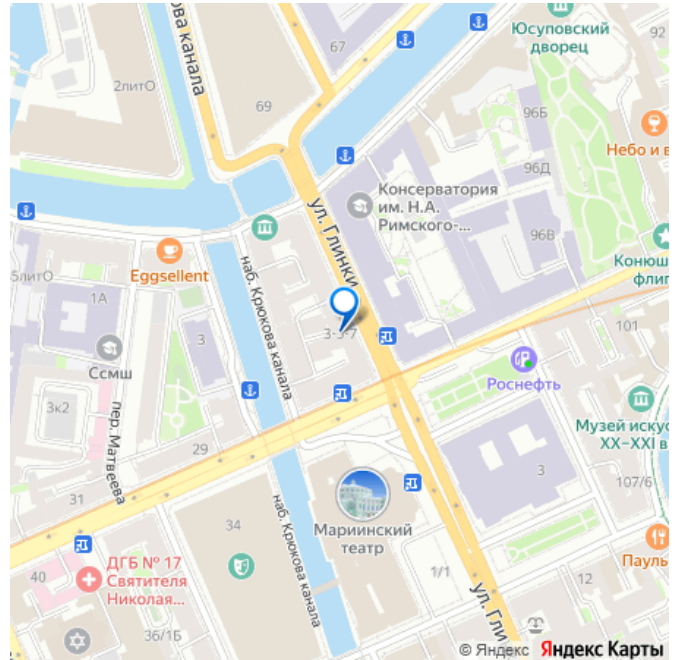 Юсуповский
дворец
92
67
ова канала
2литО
69
96Б
Небо и в
96Д
Консерватория
им. Н.А.
Римского-...
ул. Глинки
96В
Конюш
флиг
Eggsellent
5литО
1А
наб. Крюкова канала
3-5-7
101
3
Ссмш
Роснефть
3к2
пер. Матвеева
Музей искус
XX–XXI в
29
3
107/6
31
наб. Крюкова канала
34
Мариинский
театр
Пауль
40
ДГБ № 17
Святителя
Николая...
1/1
12
ул. Гли
36/1Б
© Яндекс Яндекс Карты